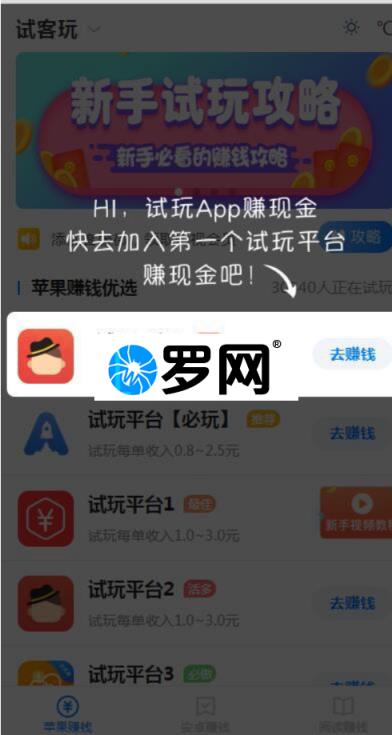 试客玩
新手试玩攻略
新手必看的赚钱攻略
HI，试玩App赚现金
快去加入第一个试玩平台
攻略
赚现金吧！
苹果赚钱优选
40人正在试玩
去赚钱
罗网®
试玩平台【必玩】 推荐
试玩每单收入0.8~2.5元
去赚钱
试玩平台1 最佳
试玩每单收入1.0~3.0元
新手视频教程
试玩平台2 活多
试玩每单收入1.0~3.0元
去赚钱
试玩平台3 必做
去赚钱
苹果赚钱
安卓赚钱
阅读赚钱